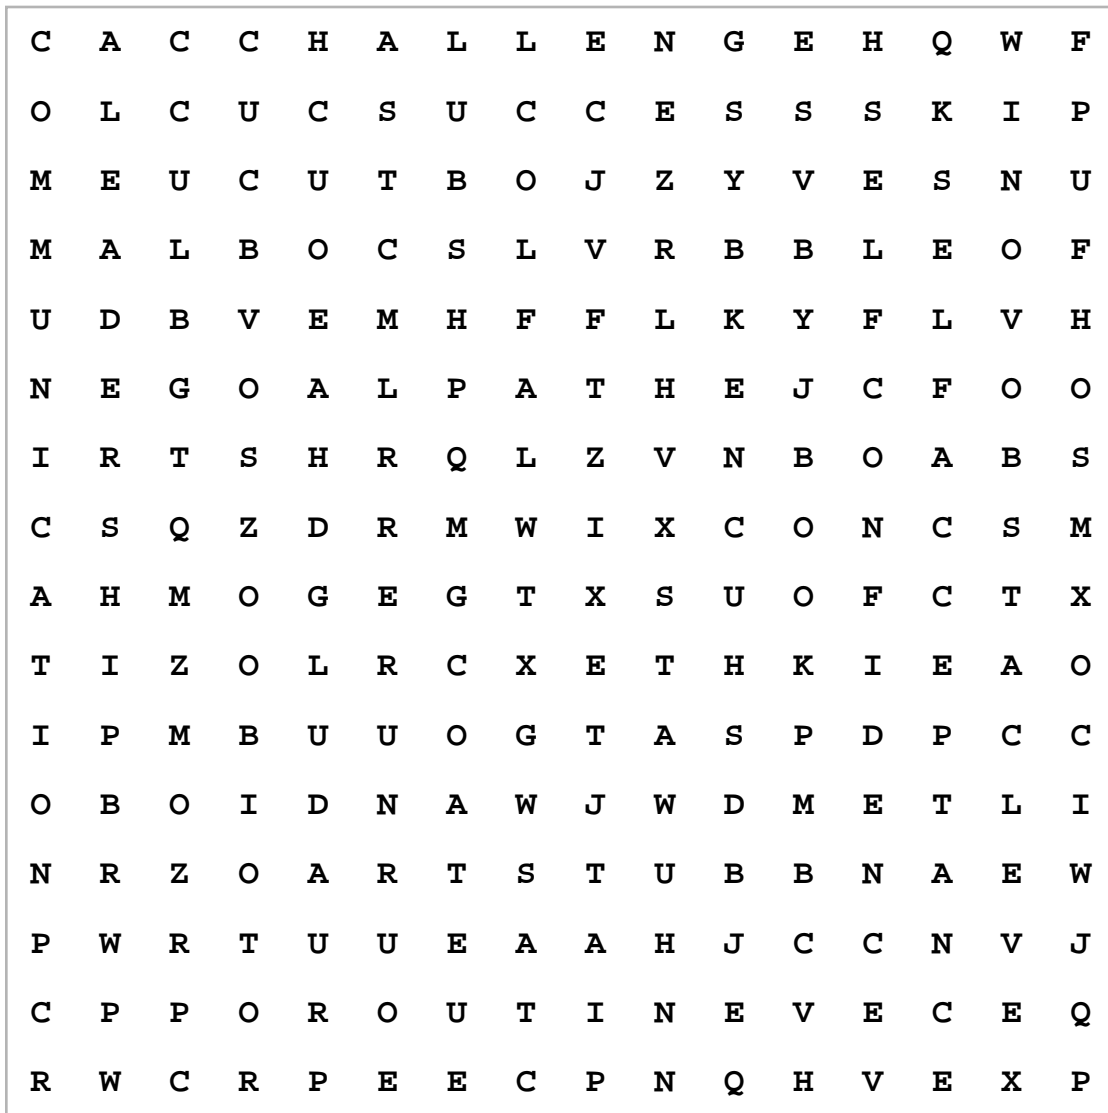 C A C C H A L L E N G E H Q W F
O L C U C S U C C E S S S K I P
M E U C U T B O J Z Y V E S N U
M A L B O C S L V R B B L E O F
U D B V E M H F F L K Y F L V H
N E G O A L P A T H E J C F O O
I R T S H R Q L Z V N B O A B S
C S Q Z D R M W I X C O N C S M
A H M O G E G T X S U O F C T X
T I Z O L R C X E T H K I E A O
I P M B U U O G T A S P D P C C
O B O I D N A W J W D M E T L I
N R Z O A R T S T U B B N A E W
P W R T U U E A A H J C C N V J
C P P O R O U T I N E V E C E Q
R W C R P E E C P N Q H V E X P